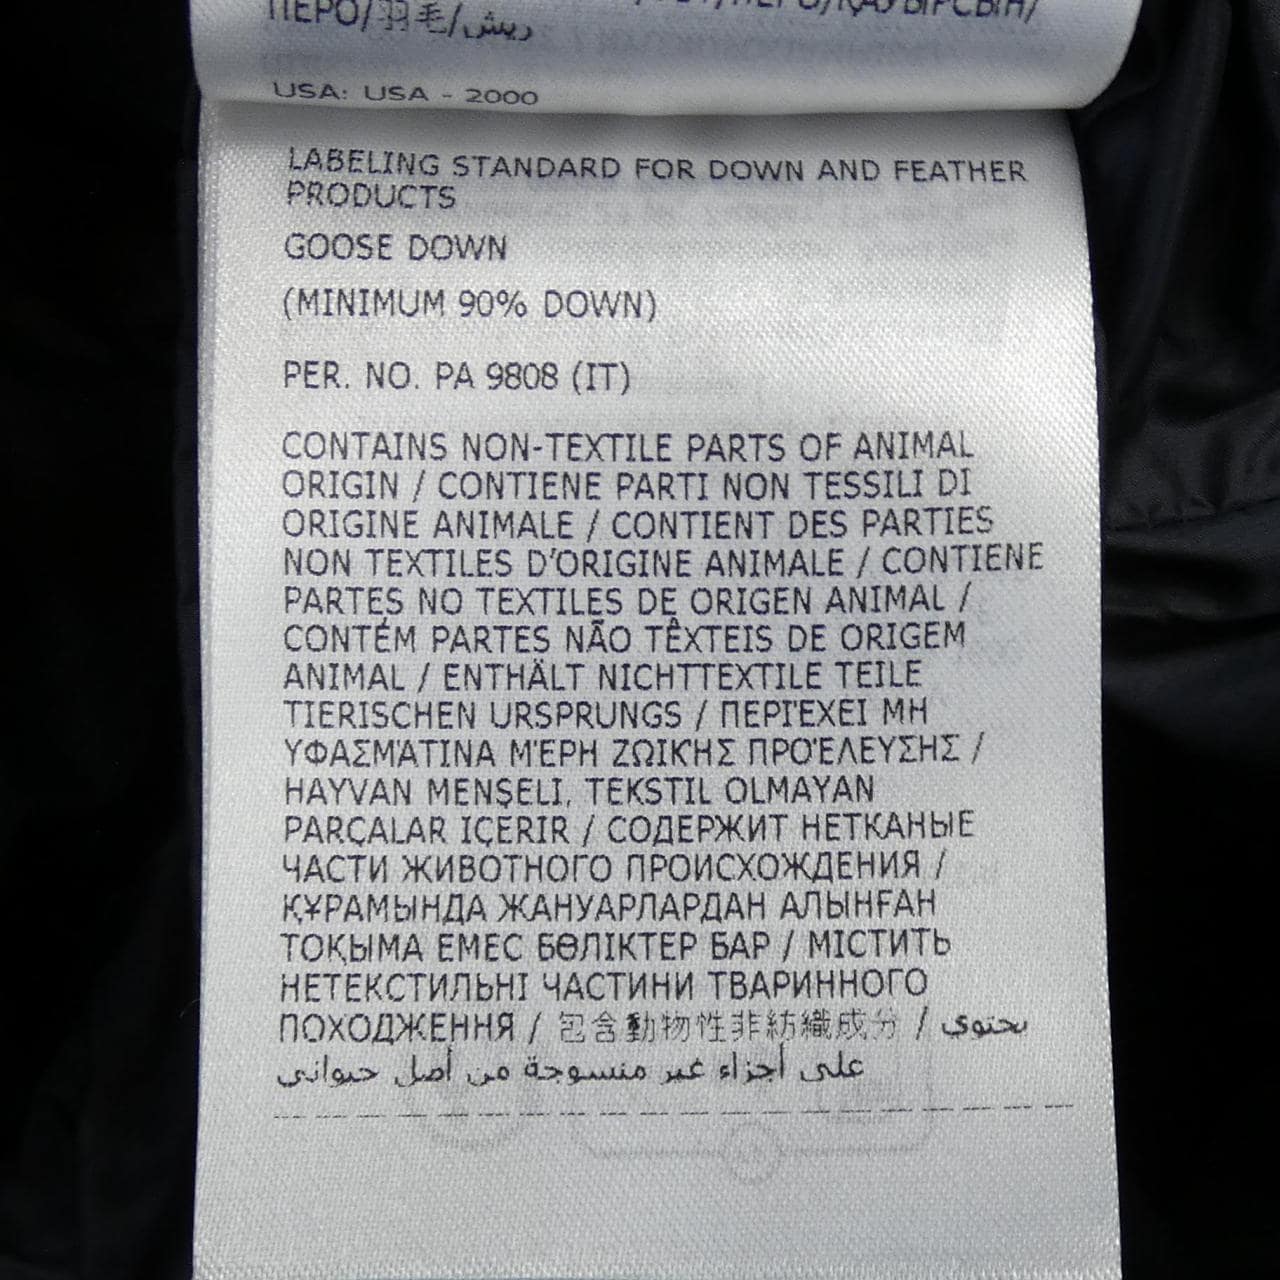 ПЕРО/羽毛/ريش
USA: USA - 2000
LABELING STANDARD FOR DOWN AND FEATHER
PRODUCTS
GOOSE DOWN
(MINIMUM 90% DOWN)
PER. NO. PA 9808 (IT)
CONTAINS NON-TEXTILE PARTS OF ANIMAL
ORIGIN / CONTIENE PARTI NON TESSILI DI
ORIGINE ANIMALE / CONTIENT DES PARTIES
NON TEXTILES D'ORIGINE ANIMALE / CONTIENE
PARTES NO TEXTILES DE ORIGEN ANIMAL /
CONTÉM PARTES NÃO TÊXTEIS DE ORIGEM
ANIMAL / ENTHÄLT NICHTTEXTILE TEILE
TIERISCHEN URSPRUNGS / ΠΕΡΙΈΧΕΙ ΜΗ
ΥΦΑΣΜΆΤΙΝΑ ΜΈΡΗ ΖΩΙΚΉΣ ΠΡΟΈΛΕΥΣΗΣ /
HAYVAN MENŞELI, TEKSTIL OLMAYAN
PARÇALAR IÇERIR / СОДЕРЖИТ НЕТКАНЫЕ
ЧАСТИ ЖИВОТНОГО ПРОИСХОЖДЕНИЯ /
ҚҰРАМЫНДА ЖАНУАРЛАРДАН АЛЫНҒАН
ТОҚЫМА ЕМЕС БӨЛІКТЕР БАР / МІСТИТЬ
НЕТЕКСТИЛЬНІ ЧАСТИНИ ТВАРИННОГО
ПОХОДЖЕННЯ / 包含動物性非紡織成分 / يحتوي
على أجزاء غير منسوجة من أصل حيواني